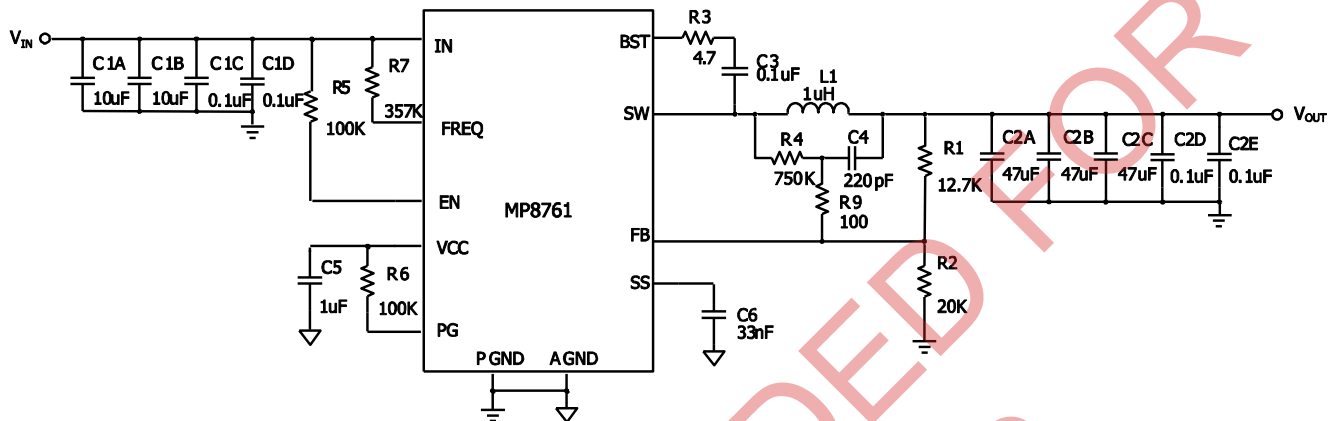 R3
BST
4.7
C3
0.1uF
VIN
IN
C1A
C1B
C1C
C1D
10uF
10uF
0.1uF
0.1uF
R5
100K
R7
357K
FREQ
EN
SW
L1
1uH
VOUT
R4
750K
C4
220pF
R9
100
R1
12.7K
C2A
C2B
C2C
C2D
C2E
47uF
47uF
47uF
0.1uF
0.1uF
MP8761
FB
VCC
C5
1uF
R6
100K
PG
SS
C6
33nF
R2
20K
PGND
AGND
DED FOR